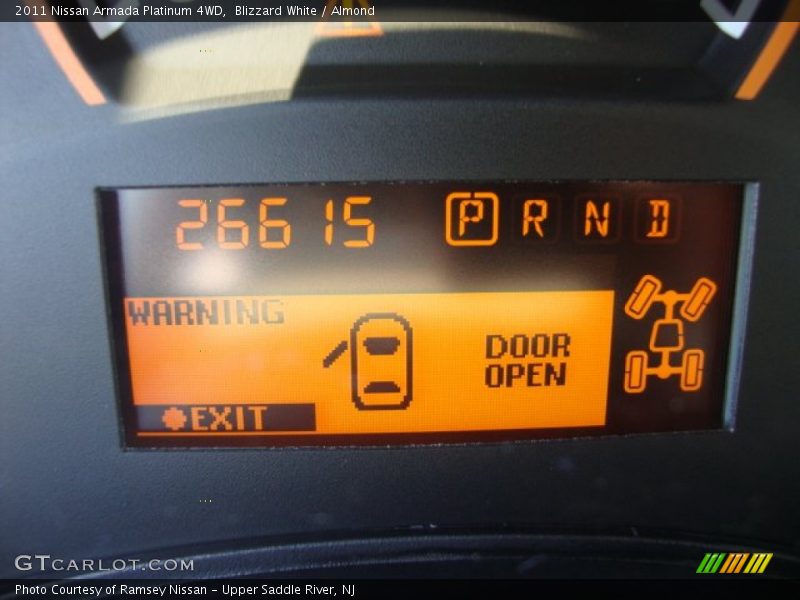 2011 Nissan Armada Platinum 4WD,  Blizzard White / Almond
26615 P R N D
WARNING
DOOR
OPEN
EXIT
GTCARLOT.COM
Photo Courtesy of Ramsey Nissan - Upper Saddle River, NJ